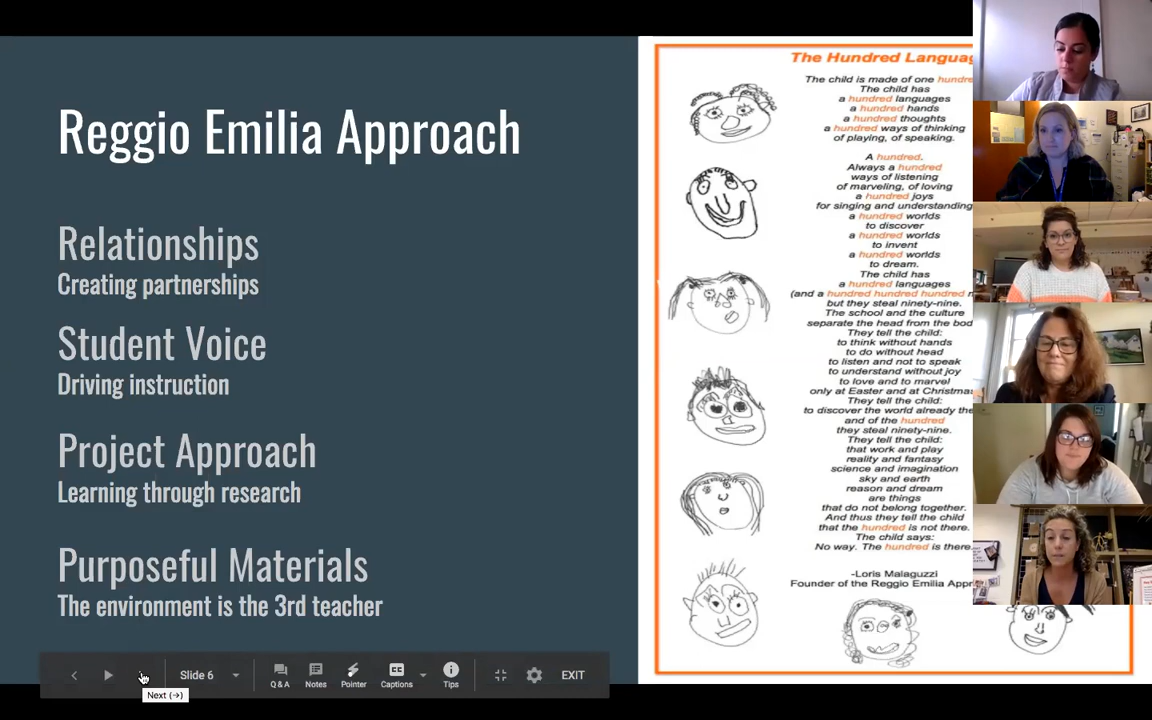 Reggio Emilia Approach
Relationships
Creating partnerships
Student Voice
Driving instruction
Project Approach
Learning through research
Purposeful Materials
The environment is the 3rd teacher
The Hundred
The child is made of one
The child has
a hundred languages
a hundred hands
a hundred thoughts
a hundred ways of thinking
of playing, of speaking.
A hundred.
Always a hundred
ways of listening
of marveling, of loving
a hundred joys
for singing and understanding
a hundred worlds
to discover
a hundred worlds
to invent
a hundred worlds
to dream.
The child has
a hundred languages
(and a hundred hundred hundred
but they steal ninety-nine.
The school and the culture
separate the head from the
They tell the child:
to think without hands
to do without head
to listen and not to speak
to understand without joy
to love and to marvel
only at Easter and at Christmas
They tell the child:
to discover the world already
and of the hundred
they steal ninety-nine.
They tell the child:
that work and play
reality and fantasy
science and imagination
sky and earth
reason and dream
are things
that do not belong together.
And thus they tell the child
that the hundred is not there.
The child says:
No way. The hundred is there.
-Loris Malaguzzi
Founder of the Reggio Emilia
Slide 6
Q & A
Notes
Pointer
CC
Captions
Tips
EXIT
Next (→)